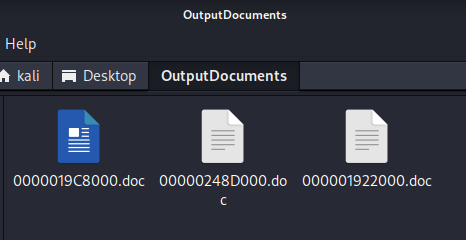 OutputDocuments
Help
kali Desktop OutputDocuments
0000019C8000.doc 00000248D000.do 000001922000.doc
c